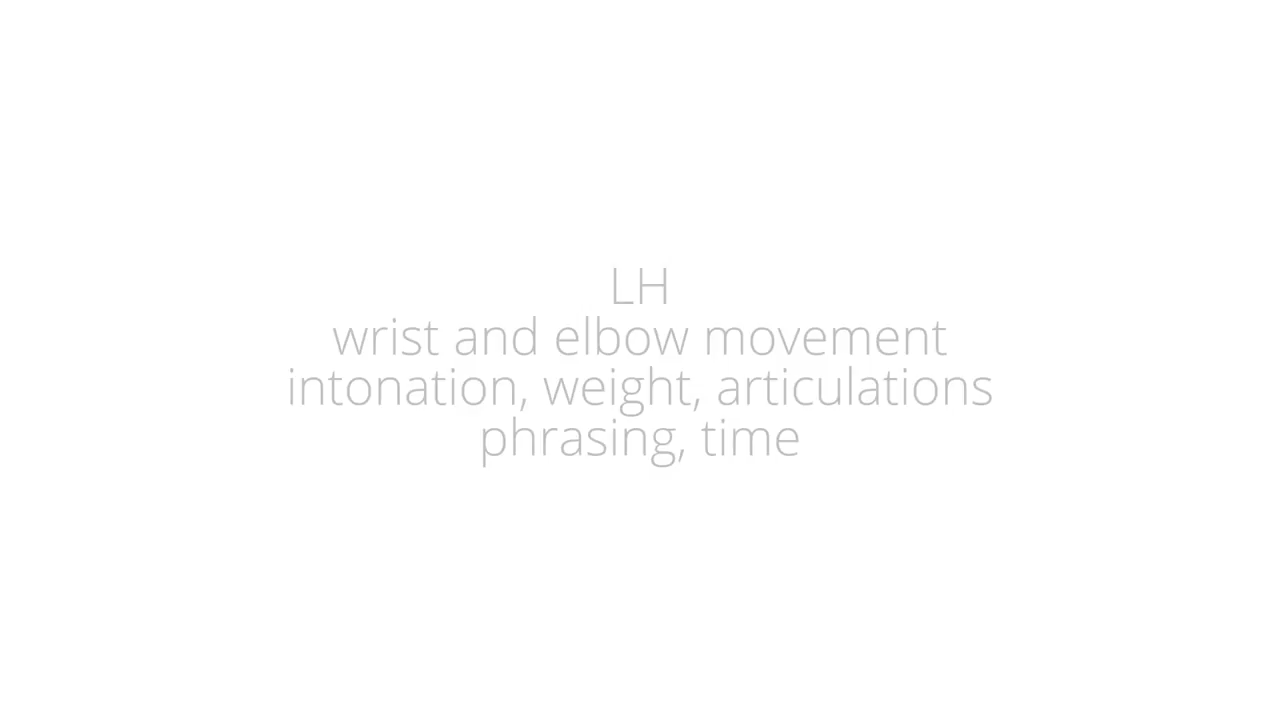 LH
wrist and elbow movement
intonation, weight, articulations
phrasing, time